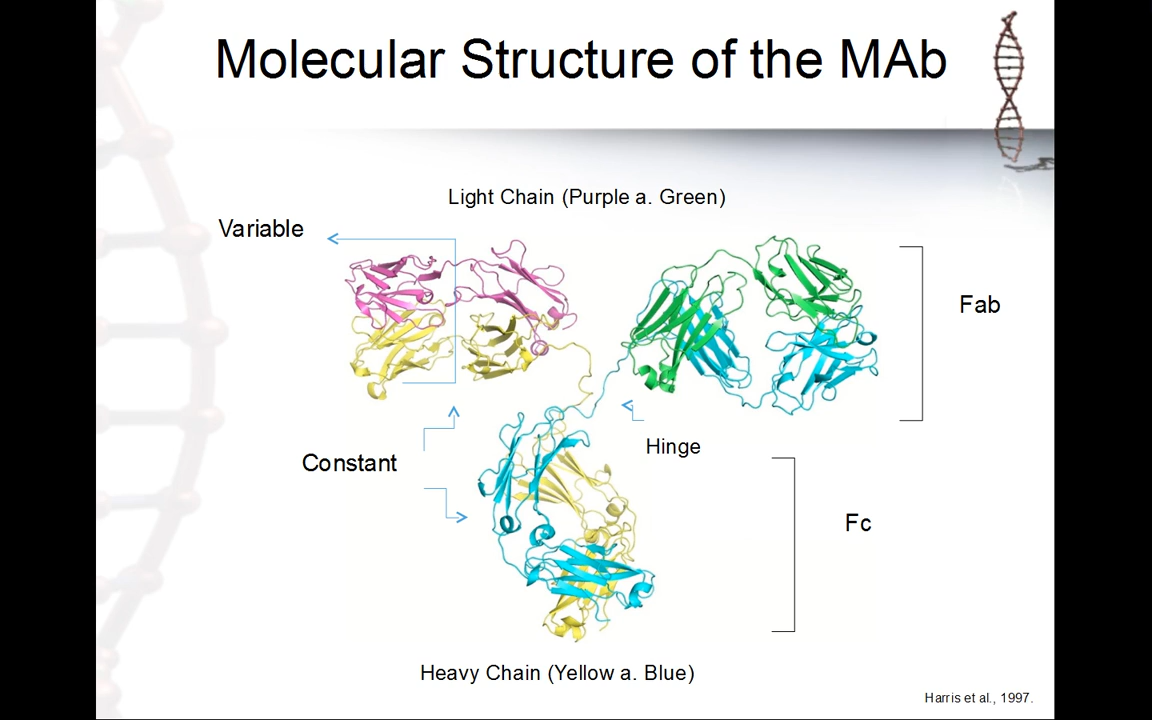 Molecular Structure of the MAb
Light Chain (Purple a. Green)
Variable
Fab
Hinge
Constant
Fc
Heavy Chain (Yellow a. Blue)
Harris et al., 1997.